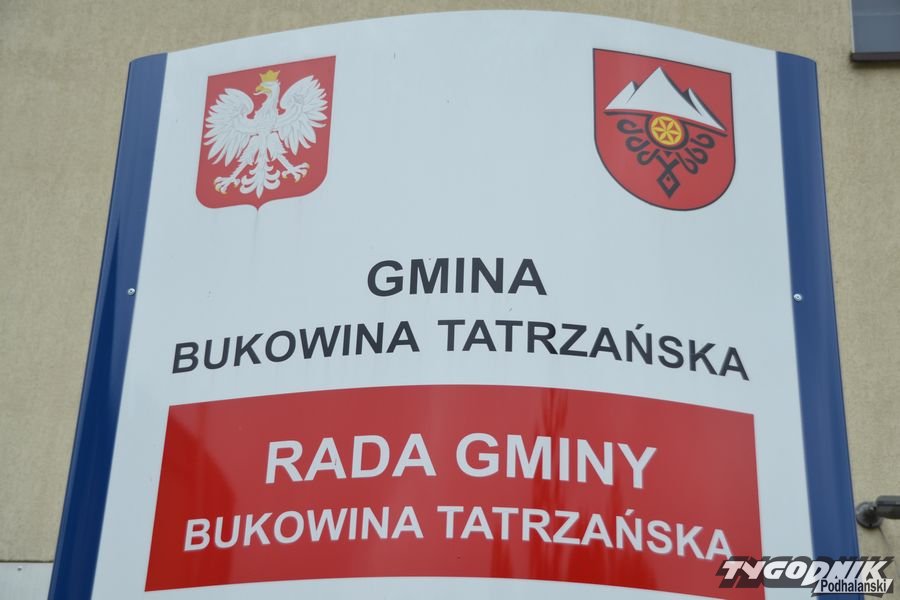 GMINA
BUKOWINA TATRZAŃSKA
RADA GMINY
BUKOWINA TATRZAŃSKA
TYGODNIK
Podhalański